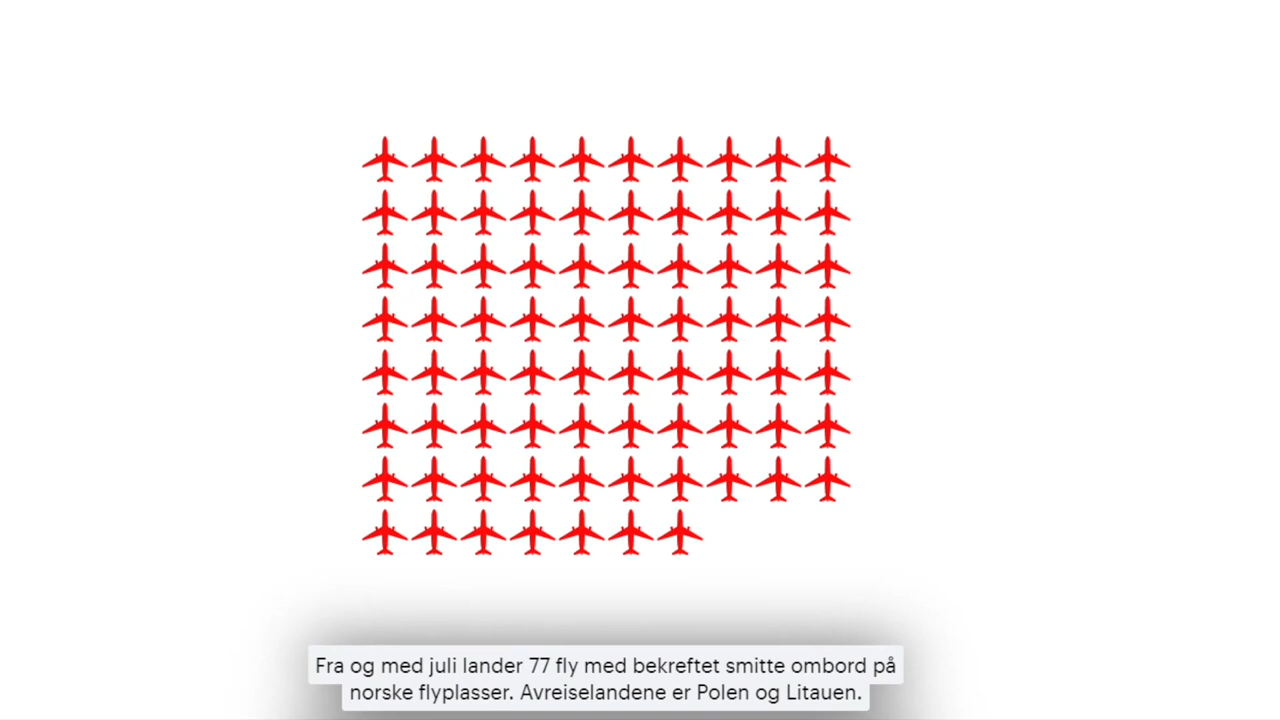 Fra og med juli lander 77 fly med bekreftet smitte ombord på
norske flyplasser. Avreiselandene er Polen og Litauen.